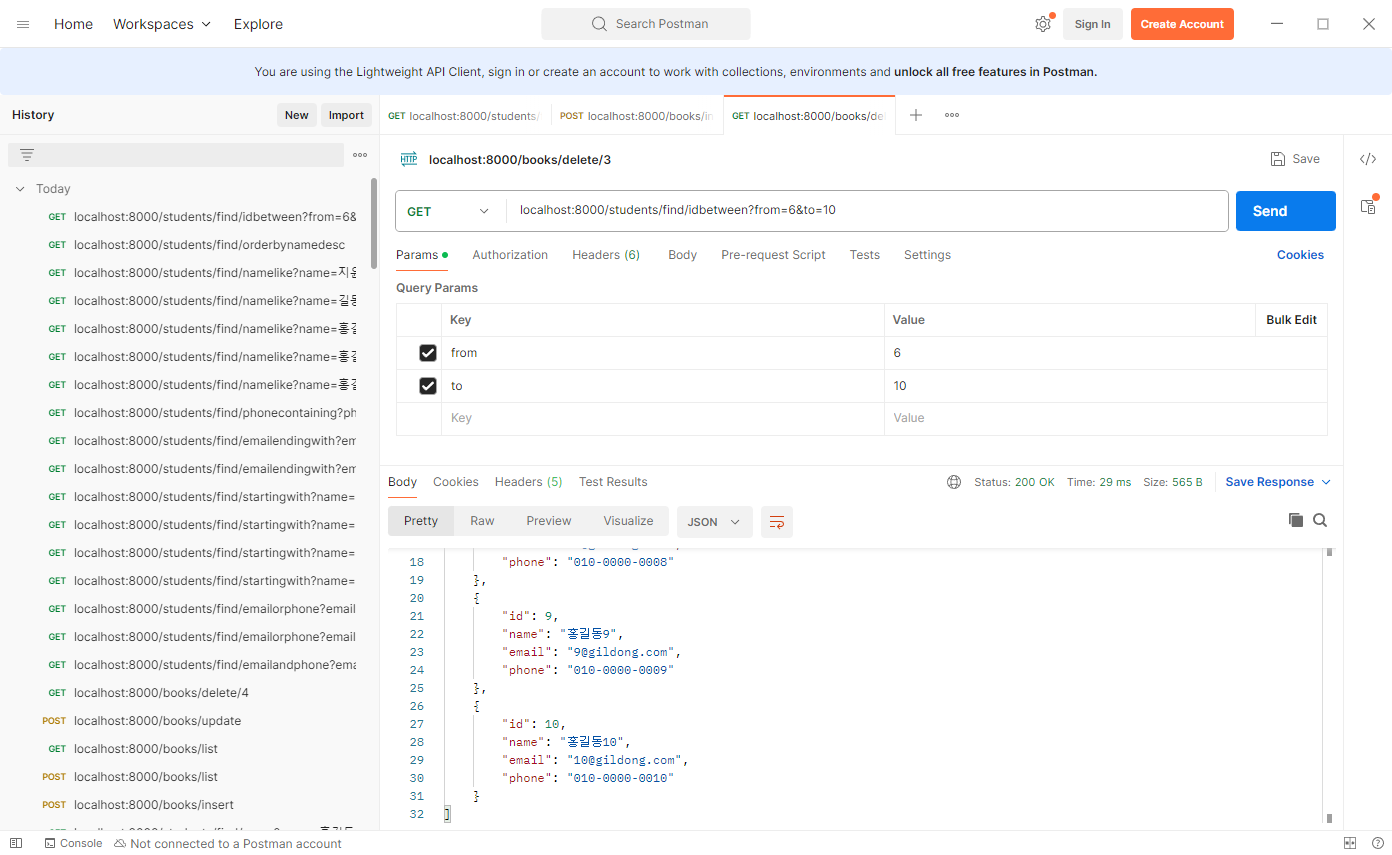 Home Workspaces Explore Search Postman Sign In Create Account
You are using the Lightweight API Client, sign in or create an account to work with collections, environments and unlock all free features in Postman.
History New Import
GET localhost:8000/students/ POST localhost:8000/books/in GET localhost:8000/books/del
HTTP localhost:8000/books/delete/3 Save
Today
GET localhost:8000/students/find/idbetween?from=6&
GET localhost:8000/students/find/orderbynamedesc
GET localhost:8000/students/find/namelike?name=지윤
GET localhost:8000/students/find/namelike?name=길동
GET localhost:8000/students/find/namelike?name=홍길
GET localhost:8000/students/find/namelike?name=홍길
GET localhost:8000/students/find/namelike?name=홍길
GET localhost:8000/students/find/phonecontaining?ph
GET localhost:8000/students/find/emailendingwith?em
GET localhost:8000/students/find/emailendingwith?em
GET localhost:8000/students/find/startingwith?name=
GET localhost:8000/students/find/startingwith?name=
GET localhost:8000/students/find/startingwith?name=
GET localhost:8000/students/find/startingwith?name=
GET localhost:8000/students/find/emailorphone?email
GET localhost:8000/students/find/emailorphone?email
GET localhost:8000/students/find/emailandphone?ema
GET localhost:8000/books/delete/4
POST localhost:8000/books/update
GET localhost:8000/books/list
POST localhost:8000/books/list
POST localhost:8000/books/insert
GET localhost:8000/students/find/idbetween?from=6&to=10 Send
Params Authorization Headers (6) Body Pre-request Script Tests Settings Cookies
Query Params
Key Value Bulk Edit
from 6
to 10
Key Value
Body Cookies Headers (5) Test Results Status: 200 OK Time: 29 ms Size: 565 B Save Response
Pretty Raw Preview Visualize JSON
18 "phone": "010-0000-0008"
19 },
20 {
21 "id": 9,
22 "name": "홍길동9",
23 "email": "9@gildong.com",
24 "phone": "010-0000-0009"
25 },
26 {
27 "id": 10,
28 "name": "홍길동10",
29 "email": "10@gildong.com",
30 "phone": "010-0000-0010"
31 }
32 ]
Console Not connected to a Postman account